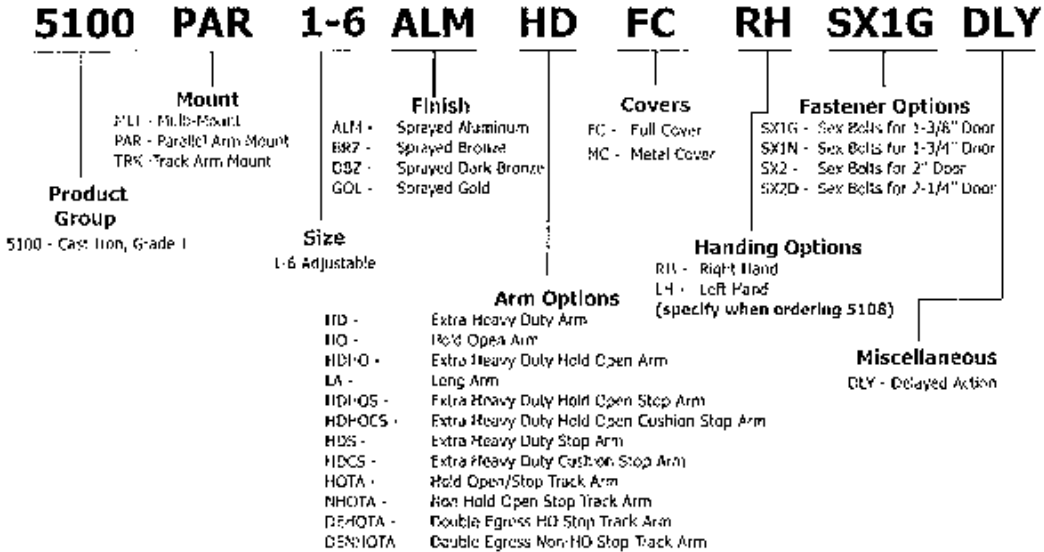 5100 PAR 1-6 ALM HD FC RH SX1G DLY
Mount
MLT - Multi-Mount
PAR - Parallel Arm Mount
TRK - Track Arm Mount
Finish
ALM - Sprayed Aluminum
BRZ - Sprayed Bronze
DBZ - Sprayed Dark Bronze
GOL - Sprayed Gold
Covers
FC - Full Cover
MC - Metal Cover
Fastener Options
SX1G - Sex Bolts for 1-3/8" Door
SX1N - Sex Bolts for 1-3/4" Door
SX2 - Sex Bolts for 2" Door
SX2D - Sex Bolts for 2-1/4" Door
Product
Group
5100 - Cast Iron, Grade 1
Size
1-6 Adjustable
Handing Options
RH - Right Hand
LH - Left Hand
(specify when ordering 5108)
Arm Options
HD - Extra Heavy Duty Arm
HO - Hold Open Arm
HDHO - Extra Heavy Duty Hold Open Arm
LA - Long Arm
HDHOS - Extra Heavy Duty Hold Open Stop Arm
HDHOCS - Extra Heavy Duty Hold Open Cushion Stop Arm
HDS - Extra Heavy Duty Stop Arm
HDCS - Extra Heavy Duty Cushion Stop Arm
HOTA - Hold Open/Stop Track Arm
NHOTA - Non Hold Open Stop Track Arm
DEHOTA - Double Egress HO Stop Track Arm
DENHOTA Double Egress Non-HO Stop Track Arm
Miscellaneous
DLY - Delayed Action